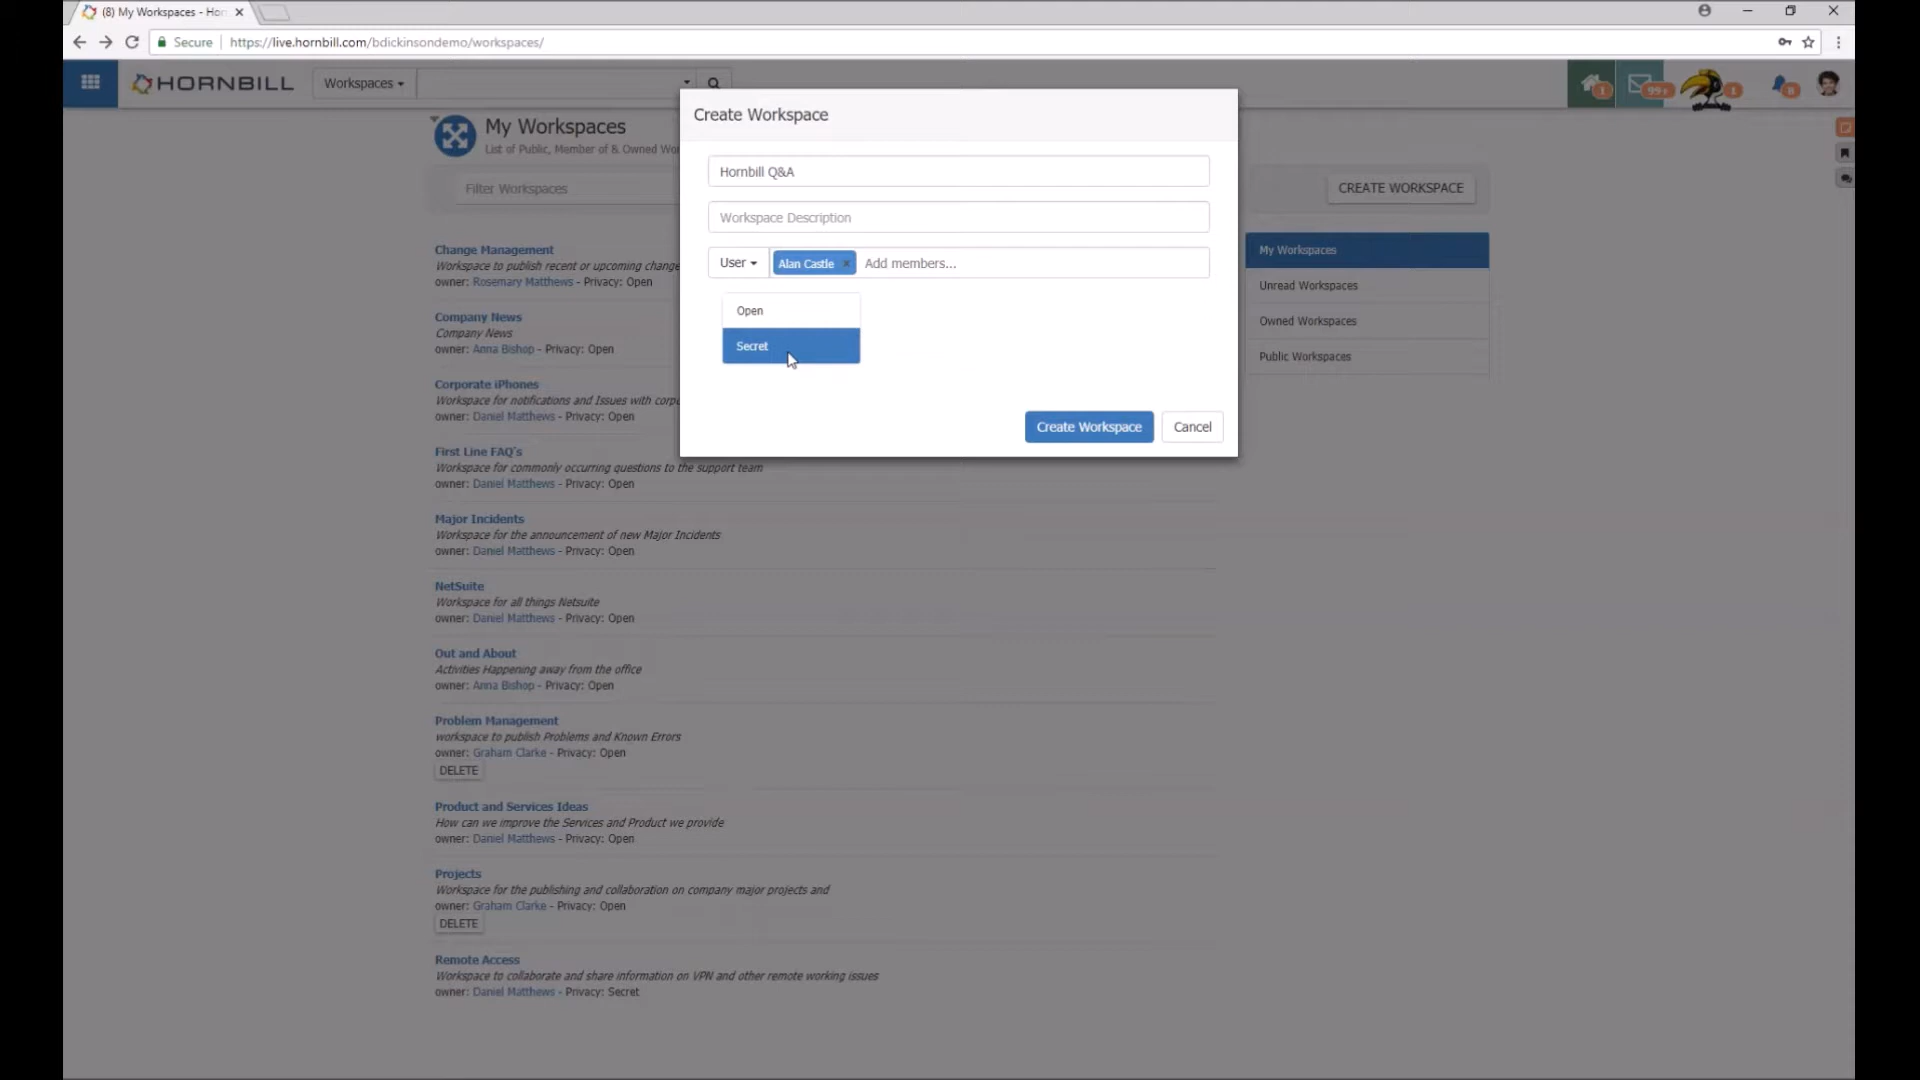 (8) My Workspaces - Hor
Secure
https://live.hornbill.com/bdickinsondemo/workspaces/
HORNBILL
Workspaces
1
99+
1
8
Create Workspace
My Workspaces
List of Public, Member of & Owned Wo
Hornbill Q&A
Filter Workspaces
CREATE WORKSPACE
Workspace Description
User
Alan Castle ×
Add members...
Open
Secret
Create Workspace
Cancel
My Workspaces
Unread Workspaces
Owned Workspaces
Public Workspaces
Change Management
Workspace to publish recent or upcoming change
owner: Rosemary Matthews - Privacy: Open
Company News
Company News
owner: Anna Bishop - Privacy: Open
Corporate iPhones
Workspace for notifications and Issues with corp
owner: Daniel Matthews - Privacy: Open
First Line FAQ's
Workspace for commonly occurring questions to the support team
owner: Daniel Matthews - Privacy: Open
Major Incidents
Workspace for the announcement of new Major Incidents
owner: Daniel Matthews - Privacy: Open
NetSuite
Workspace for all things Netsuite
owner: Daniel Matthews - Privacy: Open
Out and About
Activities Happening away from the office
owner: Anna Bishop - Privacy: Open
Problem Management
workspace to publish Problems and Known Errors
owner: Graham Clarke - Privacy: Open
DELETE
Product and Services Ideas
How can we improve the Services and Product we provide
owner: Daniel Matthews - Privacy: Open
Projects
Workspace for the publishing and collaboration on company major projects and
owner: Graham Clarke - Privacy: Open
DELETE
Remote Access
Workspace to collaborate and share information on VPN and other remote working issues
owner: Daniel Matthews - Privacy: Secret